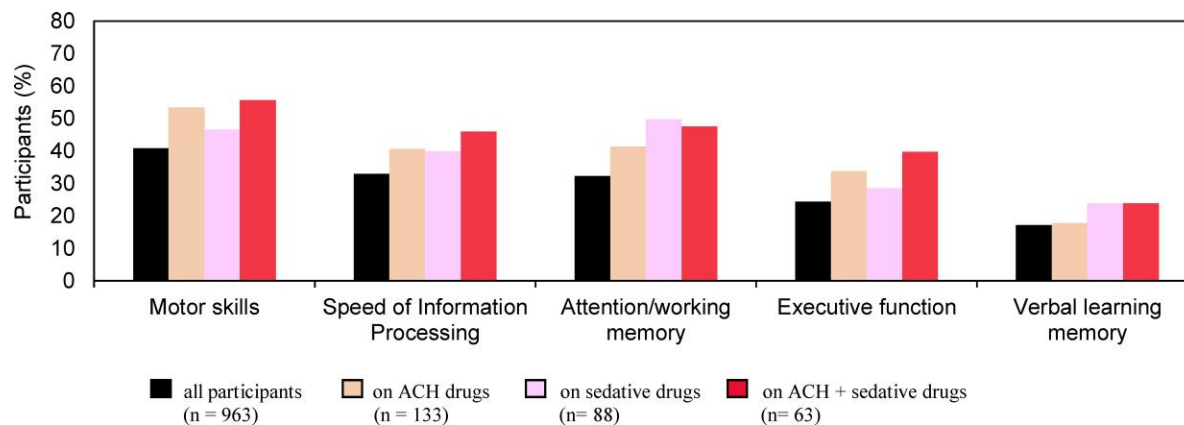 80
70
60
50
40
30
20
10
0
Participants (%)
Motor skills
Speed of Information
Processing
Attention/working
memory
Executive function
Verbal learning
memory
all participants
(n = 963)
on ACH drugs
(n = 133)
on sedative drugs
(n= 88)
on ACH + sedative drugs
(n= 63)